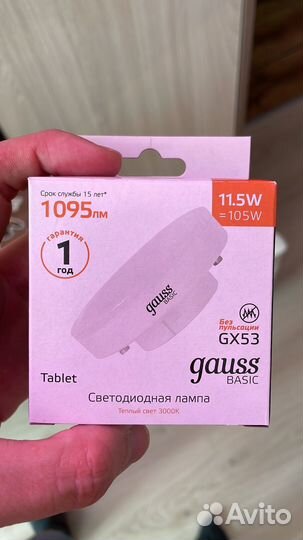 Срок службы 15 лет*
1095лм
11.5W
=105W
гарантия
1
год
gauss
BASIC
без
пульсации
GX53
gauss
BASIC
Tablet
Светодиодная лампа
Теплый свет 3000K
Avito